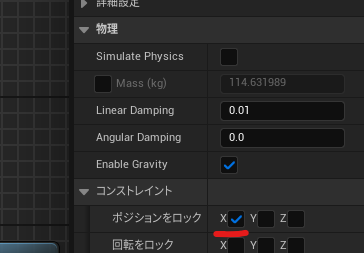 詳細設定
物理
Simulate Physics
Mass (kg) 114.631989
Linear Damping 0.01
Angular Damping 0.0
Enable Gravity
コンストレイント
ポジションをロック X Y Z
回転をロック X Y Z